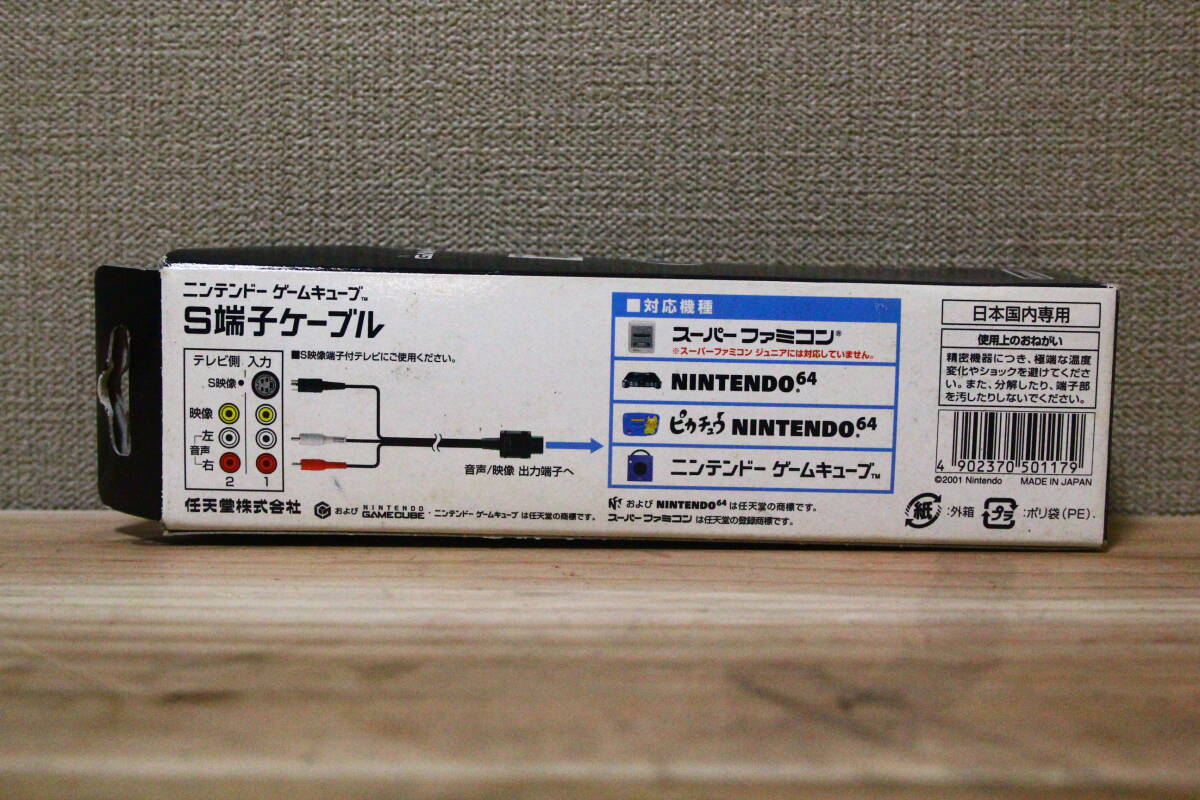 ニンテンドー ゲームキューブ™
S端子ケーブル
テレビ側 入力
S映像
映像
左
音声
右
2 1
■S映像端子付テレビにご使用ください。
音声/映像 出力端子へ
■対応機種
スーパーファミコン®
※スーパーファミコン ジュニアには対応していません。
NINTENDO64
ピカチュウ NINTENDO64
ニンテンドー ゲームキューブ™
日本国内専用
使用上のおねがい
精密機器につき、極端な温度
変化やショックを避けてくださ
い。また、分解したり、端子部
を汚したりしないでください。
4 902370 501179
©2001 Nintendo MADE IN JAPAN
任天堂株式会社
および NINTENDO GAMECUBE・ニンテンドー ゲームキューブ は任天堂の商標です。
および NINTENDO64 は任天堂の商標です。
スーパーファミコン は任天堂の登録商標です。
紙 :外箱 プラ :ポリ袋(PE)